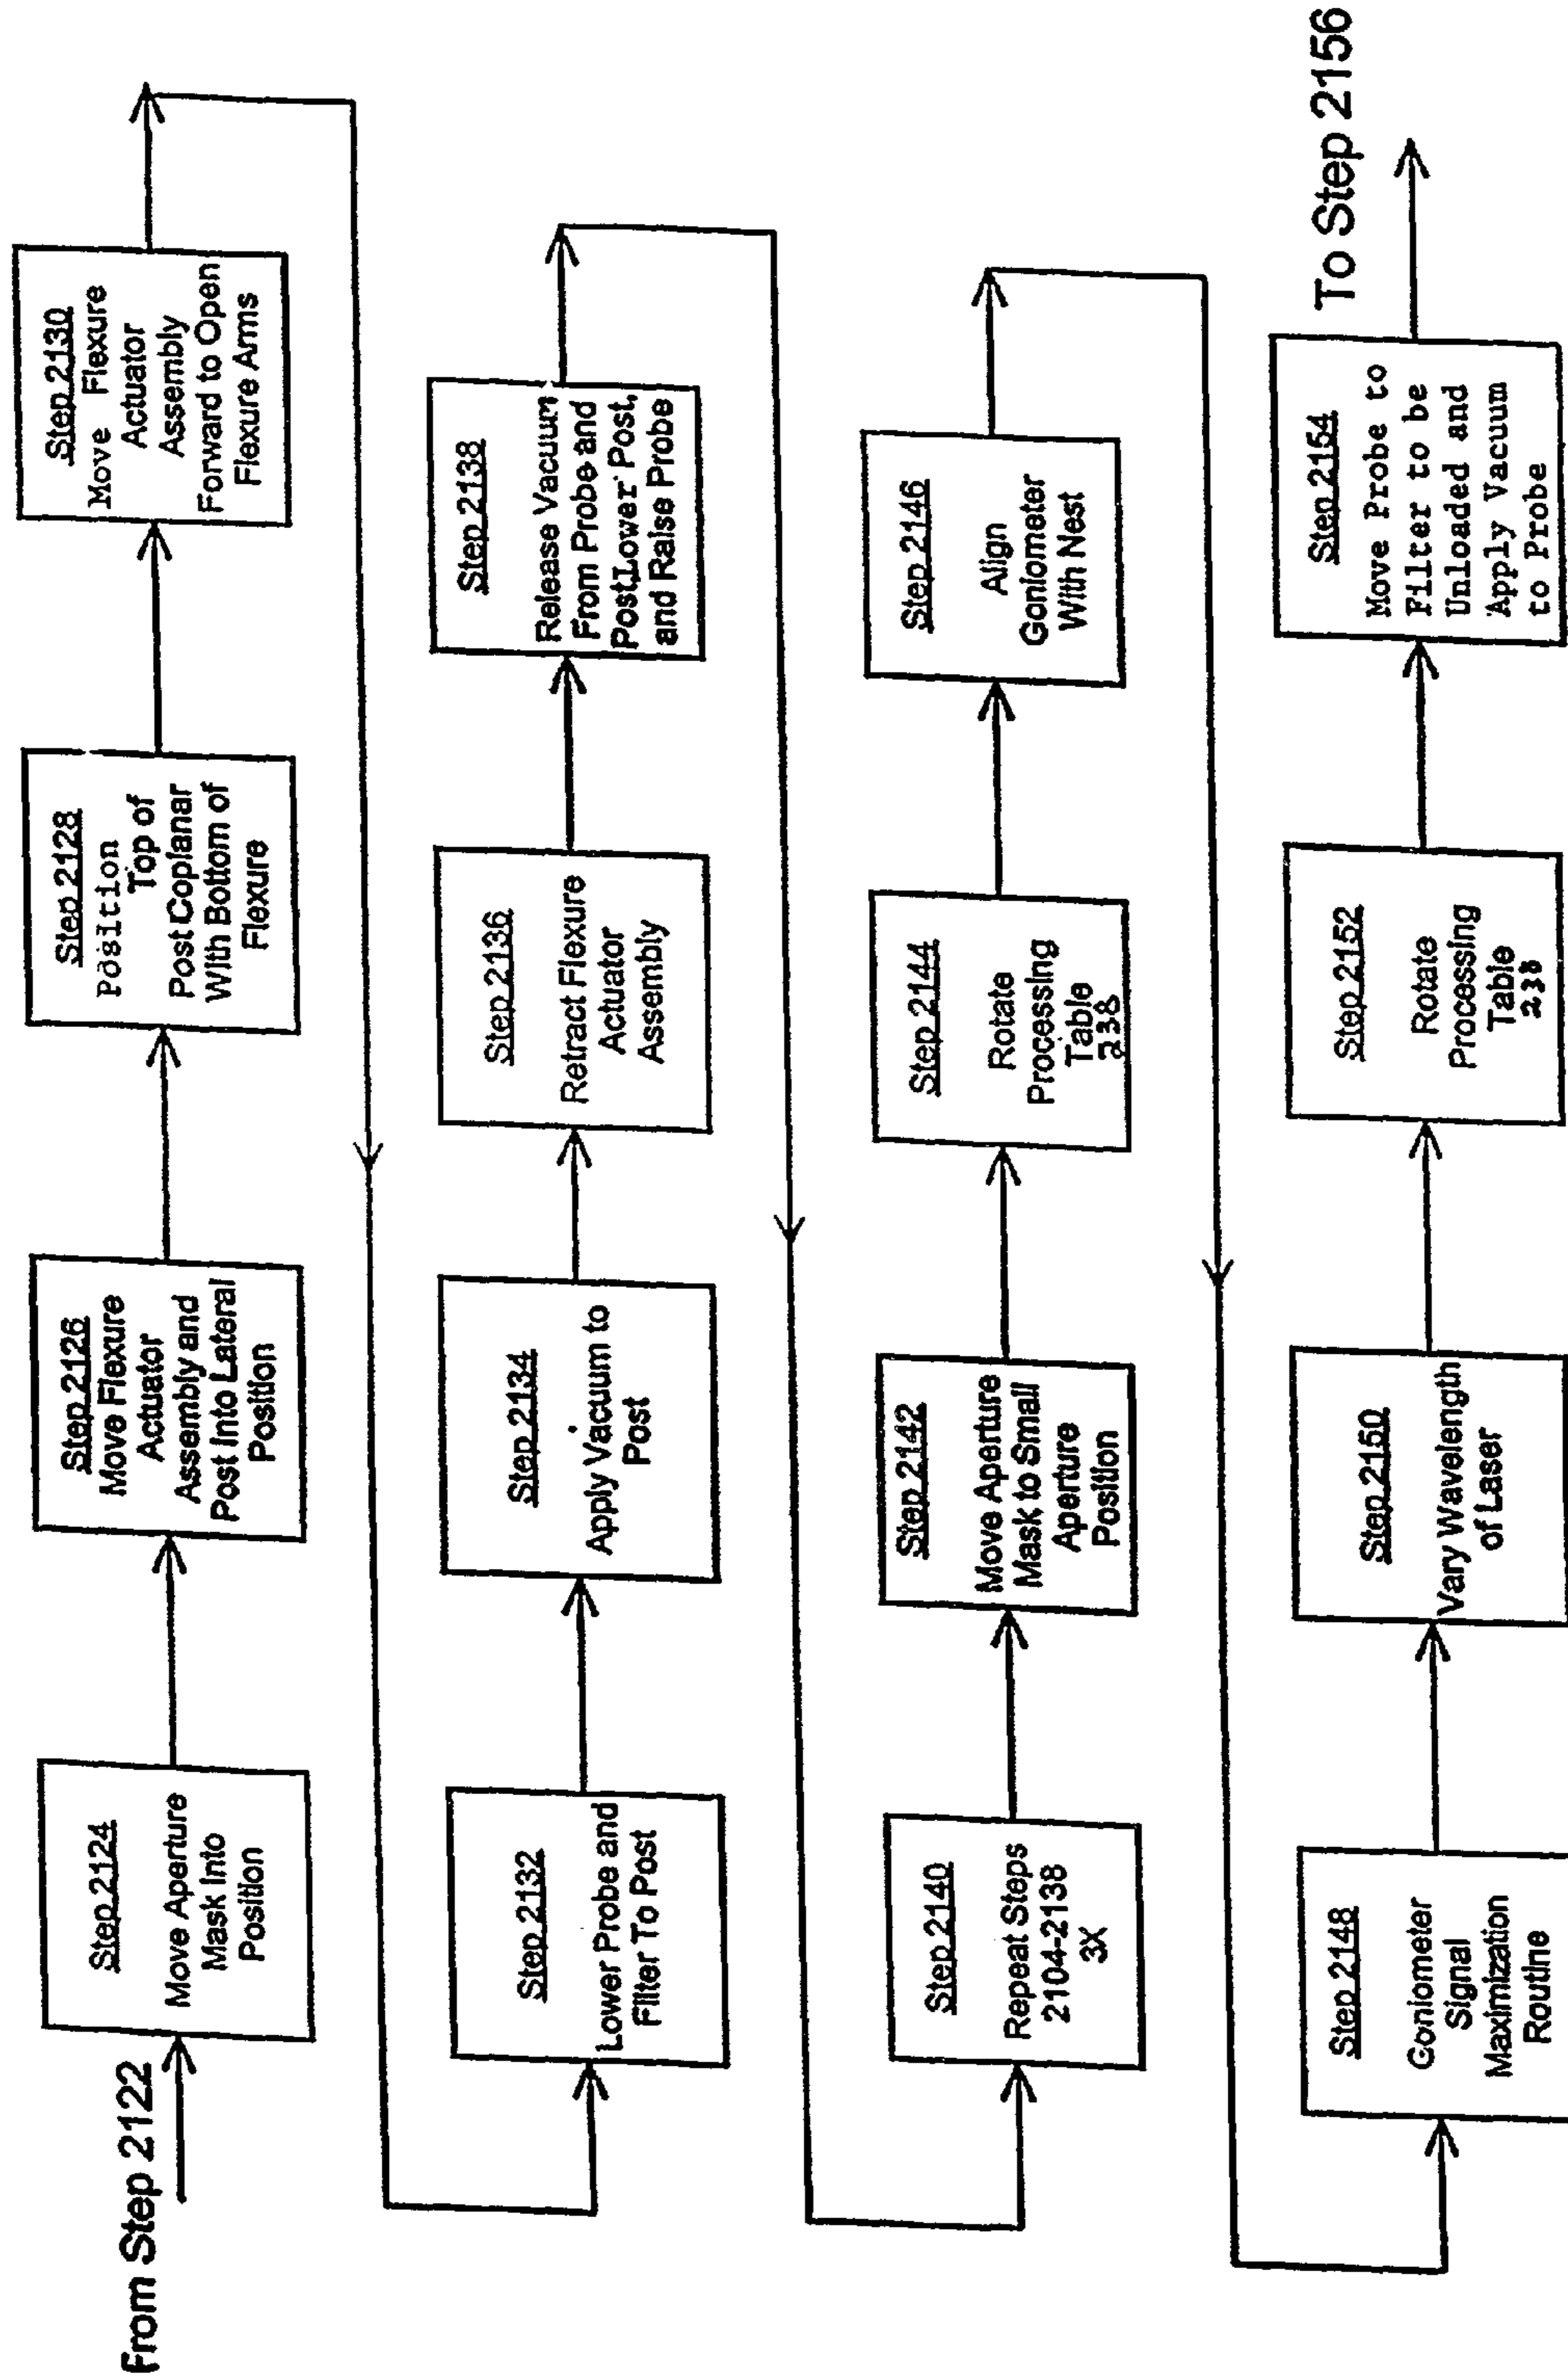 From Step 2122
Step 2124
Move Aperture
Mask Into
Position
Step 2126
Move Flexure
Actuator
Assembly and
Post Into Lateral
Position
Step 2128
Position
Top of
Post Coplanar
With Bottom of
Flexure
Step 2130
Move Flexure
Actuator
Assembly
Forward to Open
Flexure Arms
Step 2132
Lower Probe and
Filter To Post
Step 2134
Apply Vacuum to
Post
Step 2136
Retract Flexure
Actuator
Assembly
Step 2138
Release Vacuum
From Probe and
Post, Lower Post,
and Raise Probe
Step 2140
Repeat Steps
2104-2138
3X
Step 2142
Move Aperture
Mask to Small
Aperture
Position
Step 2144
Rotate
Processing
Table
238
Step 2146
Align
Goniometer
With Nest
Step 2148
Goniometer
Signal
Maximization
Routine
Step 2150
Vary Wavelength
of Laser
Step 2152
Rotate
Processing
Table
238
Step 2154
Move Probe to
Filter to be
Unloaded and
Apply Vacuum
to Probe
To Step 2156